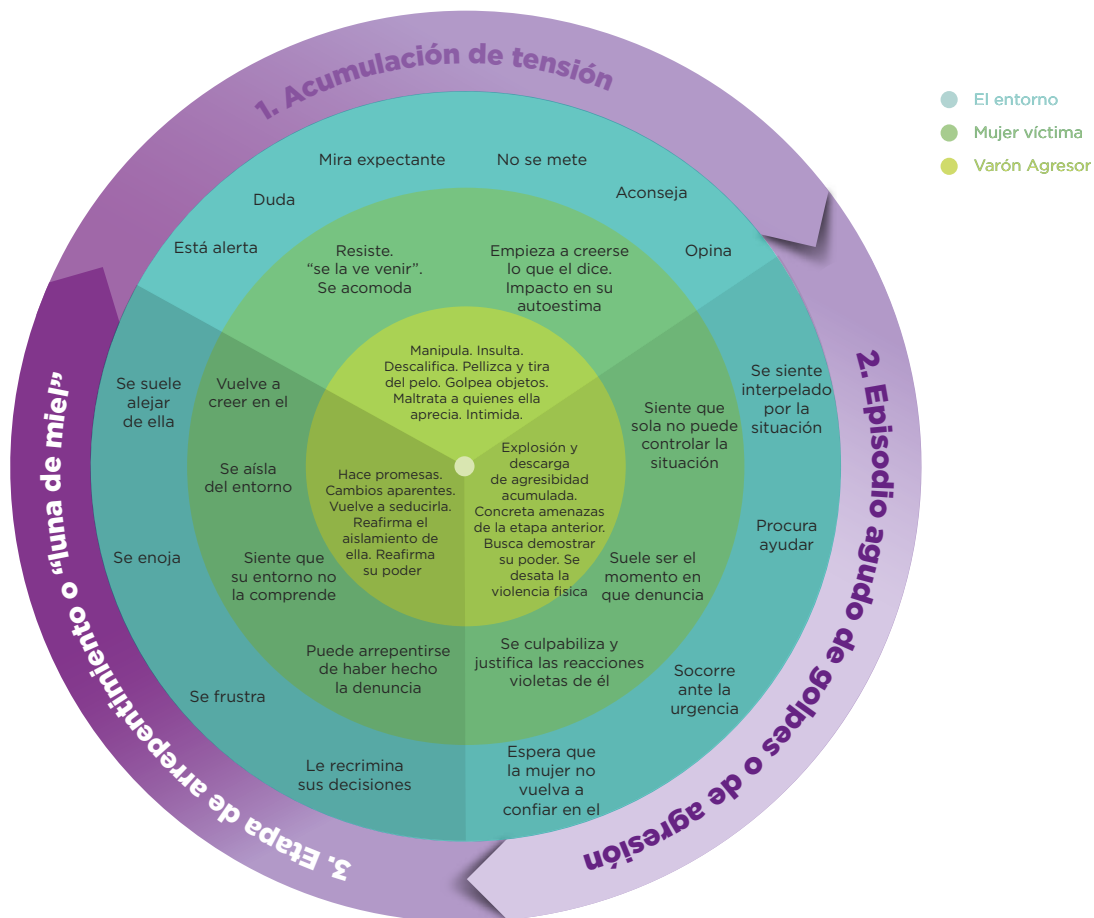 1. Acumulación de tensión
El entorno
Mujer víctima
Varón Agresor
Mira expectante
No se mete
Duda
Aconseja
Está alerta
Opina
Resiste.
“se la ve venir”.
Se acomoda
Empieza a creerse
lo que el dice.
Impacto en su
autoestima
Manipula. Insulta.
Descalifica. Pellizca y tira
del pelo. Golpea objetos.
Maltrata a quienes ella
aprecia. Intimida.
2. Episodio agudo de golpes o de agresión
Se siente
interpelado
por la
situación
Procura
ayudar
Socorre
ante la
urgencia
Espera que
la mujer no
vuelva a
confiar en el
Siente que
sola no puede
controlar la
situación
Suele ser el
momento en
que denuncia
Se culpabiliza y
justifica las reacciones
violetas de él
Explosión y
descarga
de agresibidad
acumulada.
Concreta amenazas
de la etapa anterior.
Busca demostrar
su poder. Se
desata la
violencia fisica
3. Etapa de arrepentimiento o “luna de miel”
Se suele
alejar
de ella
Se enoja
Se frustra
Le recrimina
sus decisiones
Vuelve a
creer en el
Se aísla
del entorno
Siente que
su entorno no
la comprende
Puede arrepentirse
de haber hecho
la denuncia
Hace promesas.
Cambios aparentes.
Vuelve a seducirla.
Reafirma el
aislamiento de
ella. Reafirma
su poder